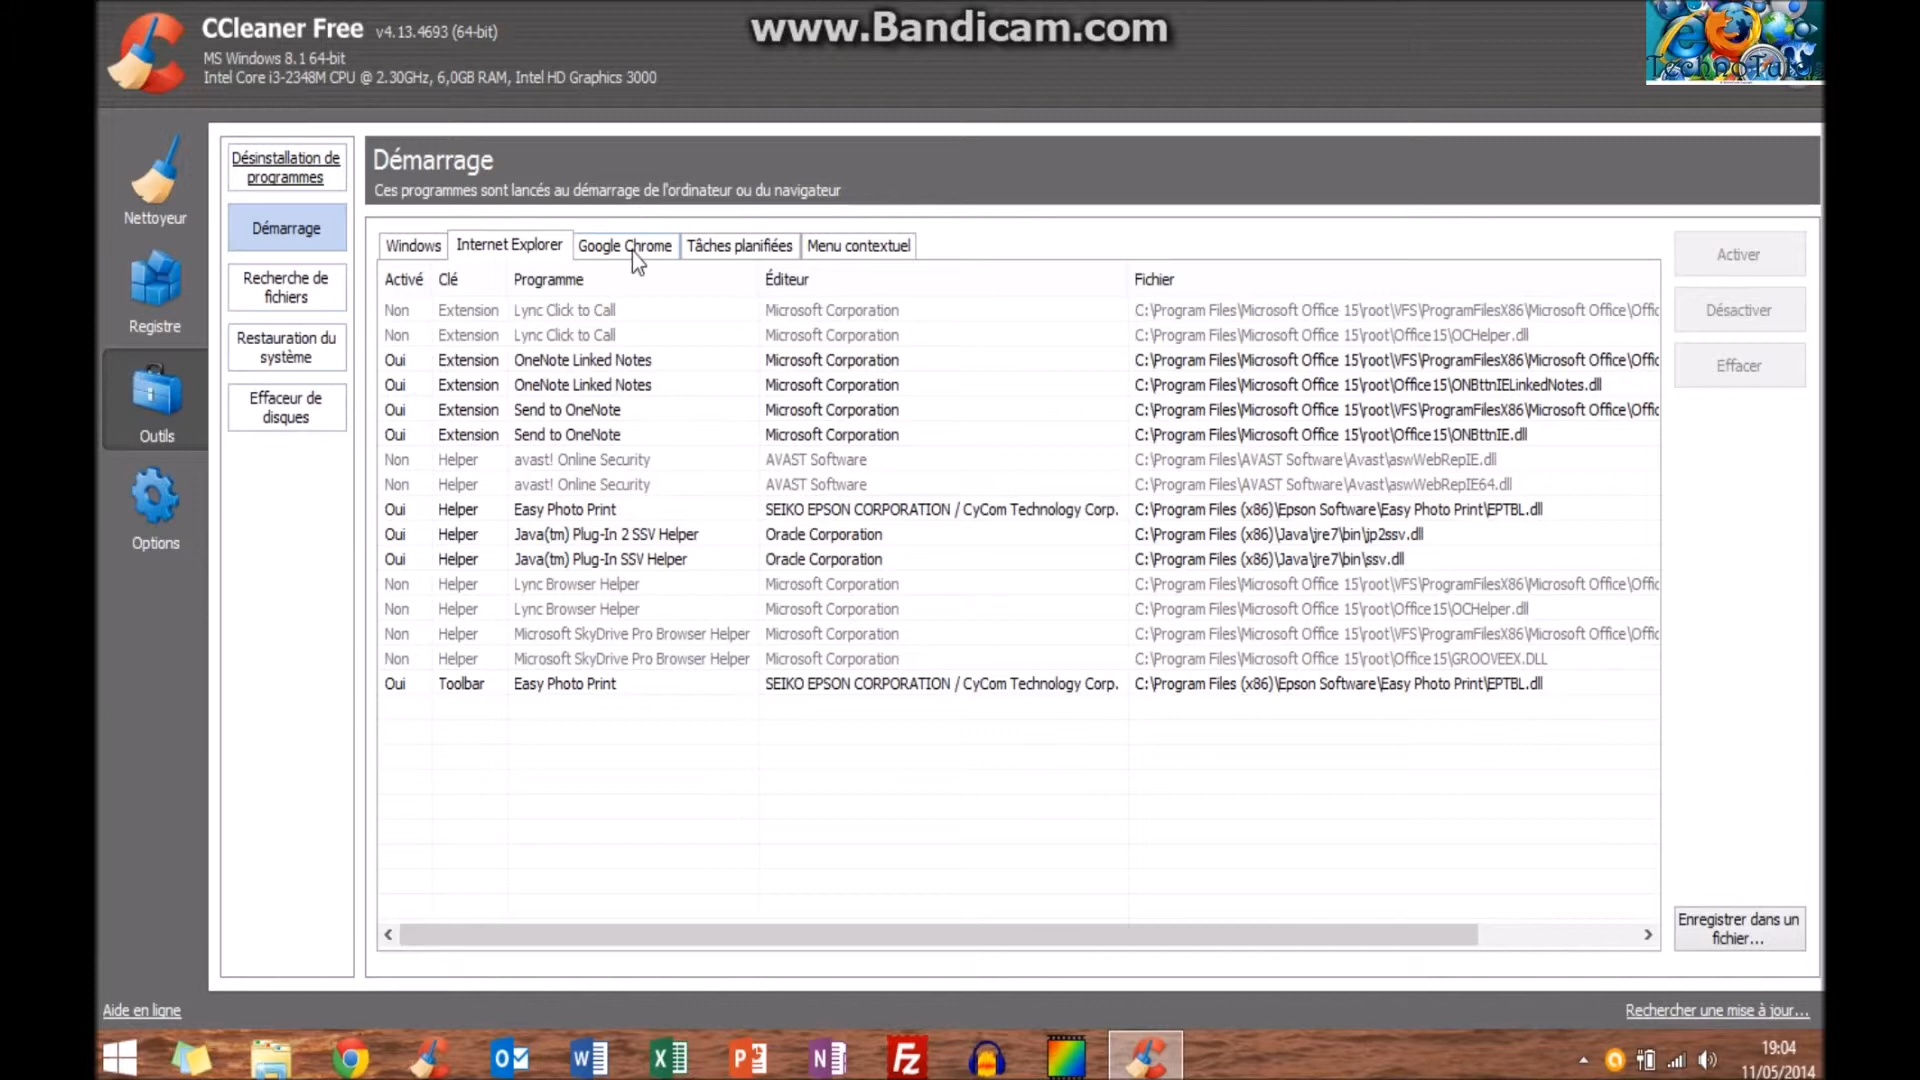 CCleaner Free v4.13.4693 (64-bit)
MS Windows 8.1 64-bit
Intel Core i3-2348M CPU @ 2.30GHz, 6,0GB RAM, Intel HD Graphics 3000
www.Bandicam.com
Nettoyeur
Registre
Outils
Options
Désinstallation de
programmes
Démarrage
Recherche de
fichiers
Restauration du
système
Effaceur de
disques
Démarrage
Ces programmes sont lancés au démarrage de l'ordinateur ou du navigateur
Windows Internet Explorer Google Chrome Tâches planifiées Menu contextuel
Activé Clé Programme Éditeur Fichier
Non Extension Lync Click to Call Microsoft Corporation C:\Program Files\Microsoft Office 15\root\VFS\ProgramFilesX86\Microsoft Office\Offic
Non Extension Lync Click to Call Microsoft Corporation C:\Program Files\Microsoft Office 15\root\Office15\OCHelper.dll
Oui Extension OneNote Linked Notes Microsoft Corporation C:\Program Files\Microsoft Office 15\root\VFS\ProgramFilesX86\Microsoft Office\Offic
Oui Extension OneNote Linked Notes Microsoft Corporation C:\Program Files\Microsoft Office 15\root\Office15\ONBttnIELinkedNotes.dll
Oui Extension Send to OneNote Microsoft Corporation C:\Program Files\Microsoft Office 15\root\VFS\ProgramFilesX86\Microsoft Office\Offic
Oui Extension Send to OneNote Microsoft Corporation C:\Program Files\Microsoft Office 15\root\Office15\ONBttnIE.dll
Non Helper avast! Online Security AVAST Software C:\Program Files\AVAST Software\Avast\aswWebRepIE.dll
Non Helper avast! Online Security AVAST Software C:\Program Files\AVAST Software\Avast\aswWebRepIE64.dll
Oui Helper Easy Photo Print SEIKO EPSON CORPORATION / CyCom Technology Corp. C:\Program Files (x86)\Epson Software\Easy Photo Print\EPTBL.dll
Oui Helper Java(tm) Plug-In 2 SSV Helper Oracle Corporation C:\Program Files (x86)\Java\jre7\bin\jp2ssv.dll
Oui Helper Java(tm) Plug-In SSV Helper Oracle Corporation C:\Program Files (x86)\Java\jre7\bin\ssv.dll
Non Helper Lync Browser Helper Microsoft Corporation C:\Program Files\Microsoft Office 15\root\VFS\ProgramFilesX86\Microsoft Office\Offic
Non Helper Lync Browser Helper Microsoft Corporation C:\Program Files\Microsoft Office 15\root\Office15\OCHelper.dll
Non Helper Microsoft SkyDrive Pro Browser Helper Microsoft Corporation C:\Program Files\Microsoft Office 15\root\VFS\ProgramFilesX86\Microsoft Office\Offic
Non Helper Microsoft SkyDrive Pro Browser Helper Microsoft Corporation C:\Program Files\Microsoft Office 15\root\Office15\GROOVEEX.DLL
Oui Toolbar Easy Photo Print SEIKO EPSON CORPORATION / CyCom Technology Corp. C:\Program Files (x86)\Epson Software\Easy Photo Print\EPTBL.dll
Activer
Désactiver
Effacer
Enregistrer dans un
fichier...
Aide en ligne
Rechercher une mise à jour...
19:04
11/05/2014